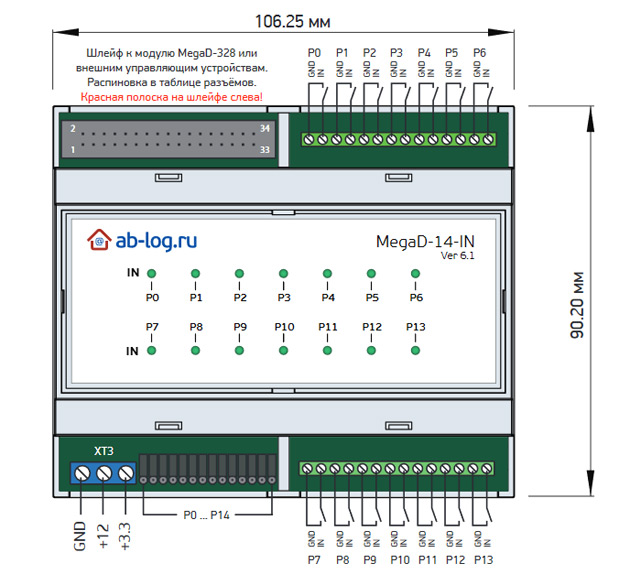 106.25 мм
Шлейф к модулю MegaD-328 или
внешним управляющим устройствам.
Распиновка в таблице разъёмов.
Красная полоска на шлейфе слева!
P0 P1 P2 P3 P4 P5 P6
GND IN GND IN GND IN GND IN GND IN GND IN GND IN
2 34
1 33
ab-log.ru
MegaD-14-IN
Ver 6.1
IN
P0 P1 P2 P3 P4 P5 P6
P7 P8 P9 P10 P11 P12 P13
IN
90.20 мм
XT3
P0 ... P14
GND +12 +3.3
GND IN GND IN GND IN GND IN GND IN GND IN GND IN
P7 P8 P9 P10 P11 P12 P13